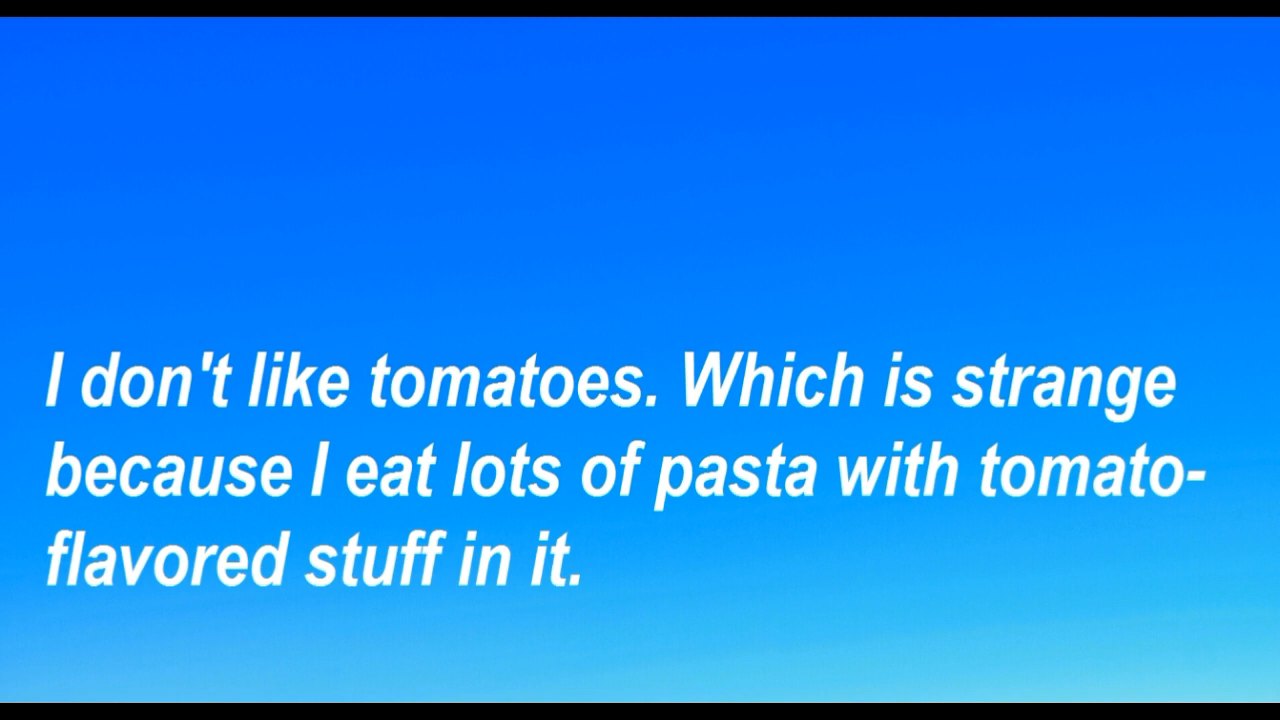 I don't like tomatoes. Which is strange
because I eat lots of pasta with tomato-
flavored stuff in it.